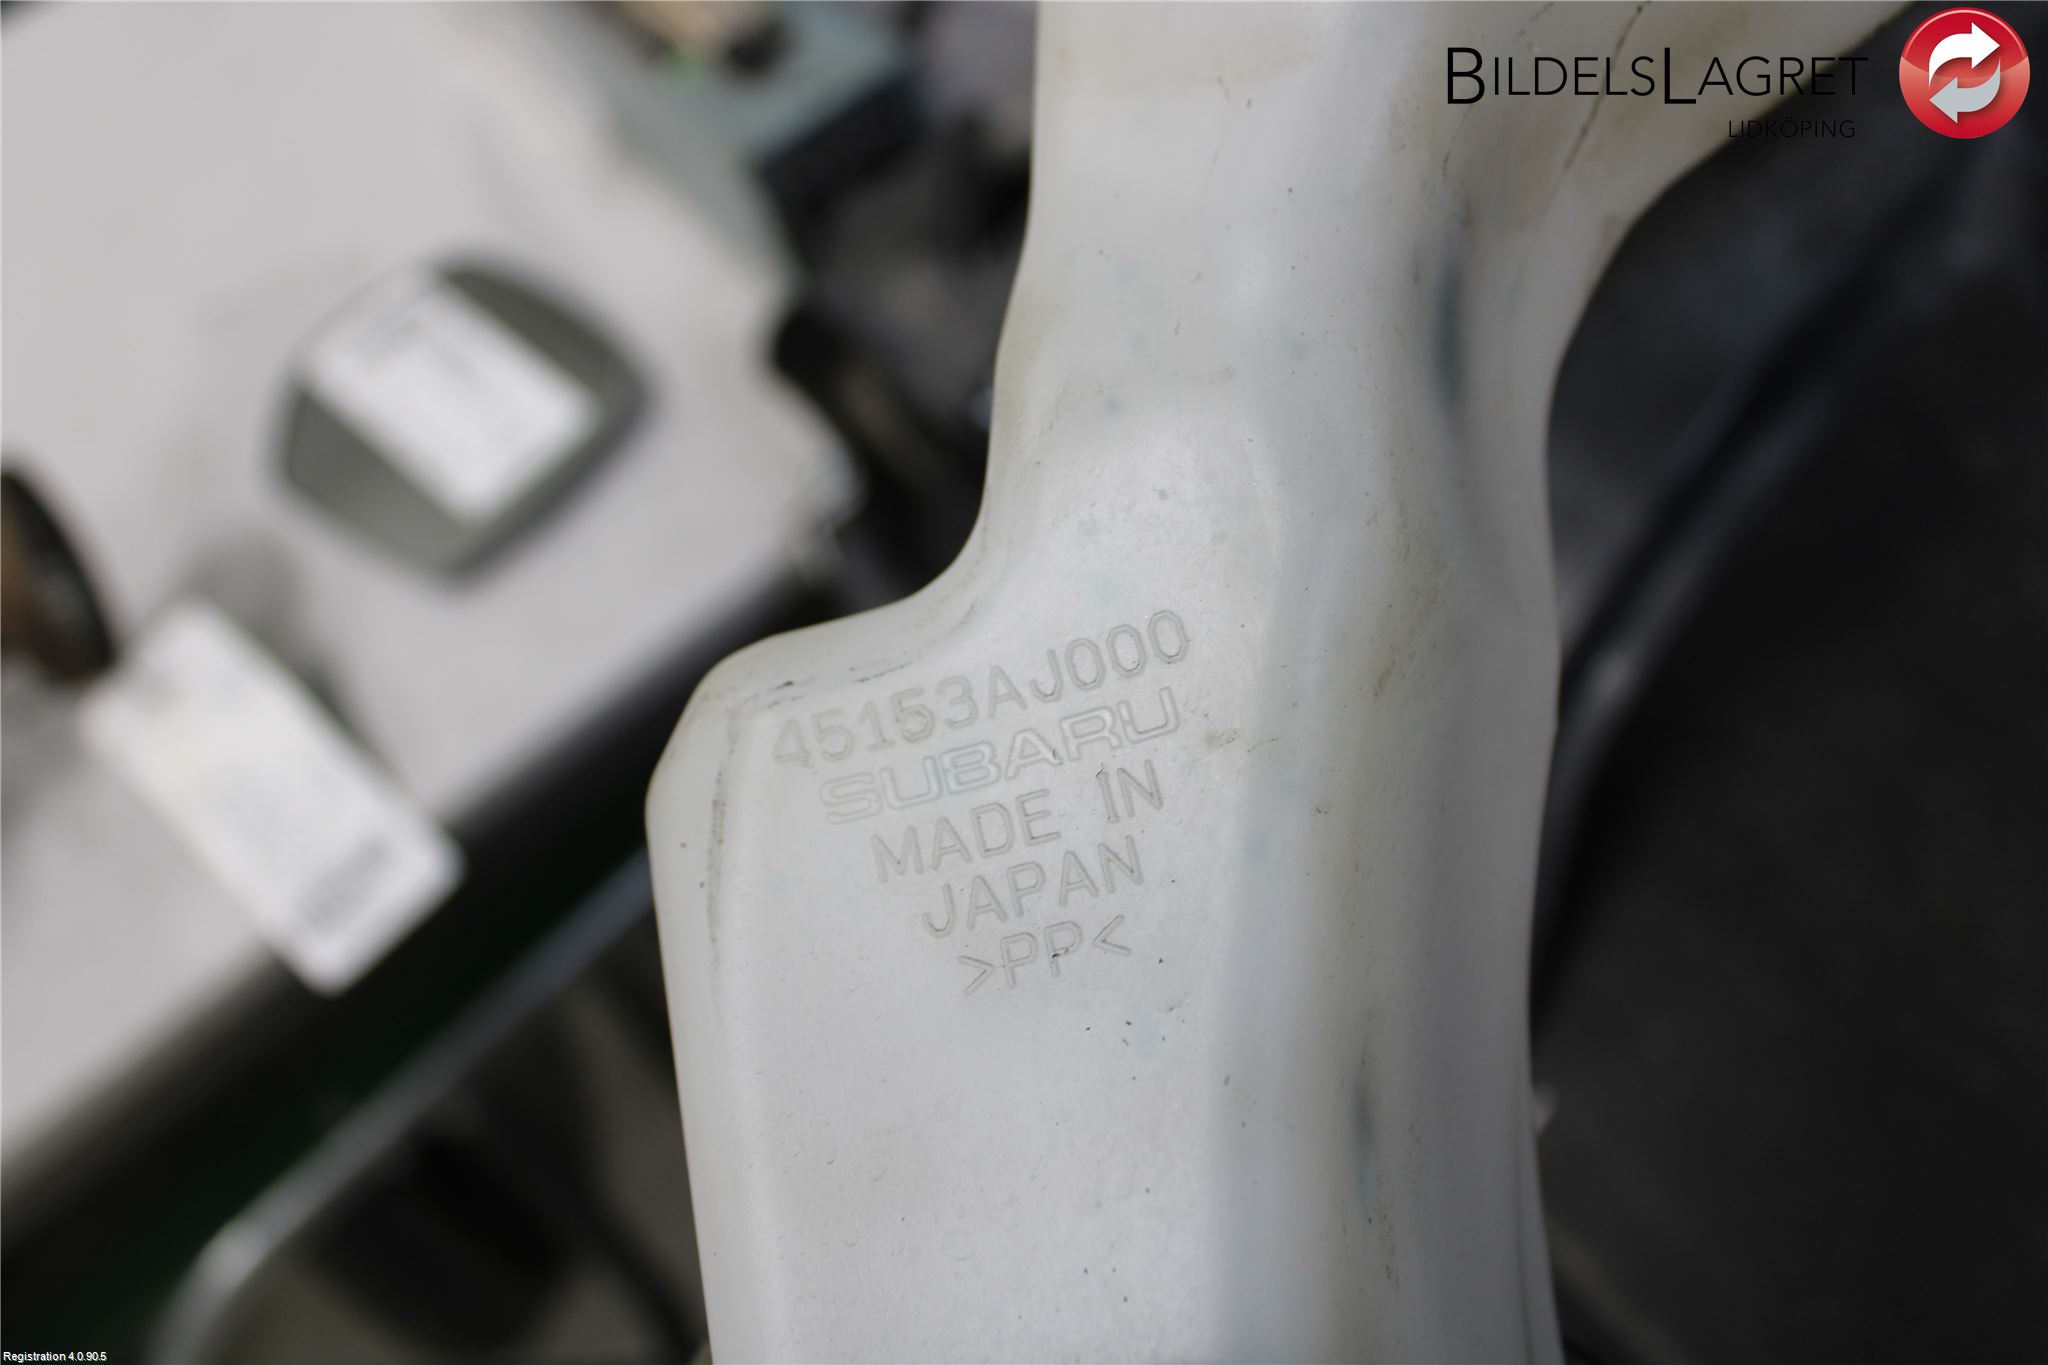 BILDELSLAGRET
LIDKÖPING
45153AJ000
SUBARU
MADE IN
JAPAN
>PP<
Registration 4.0.90.5